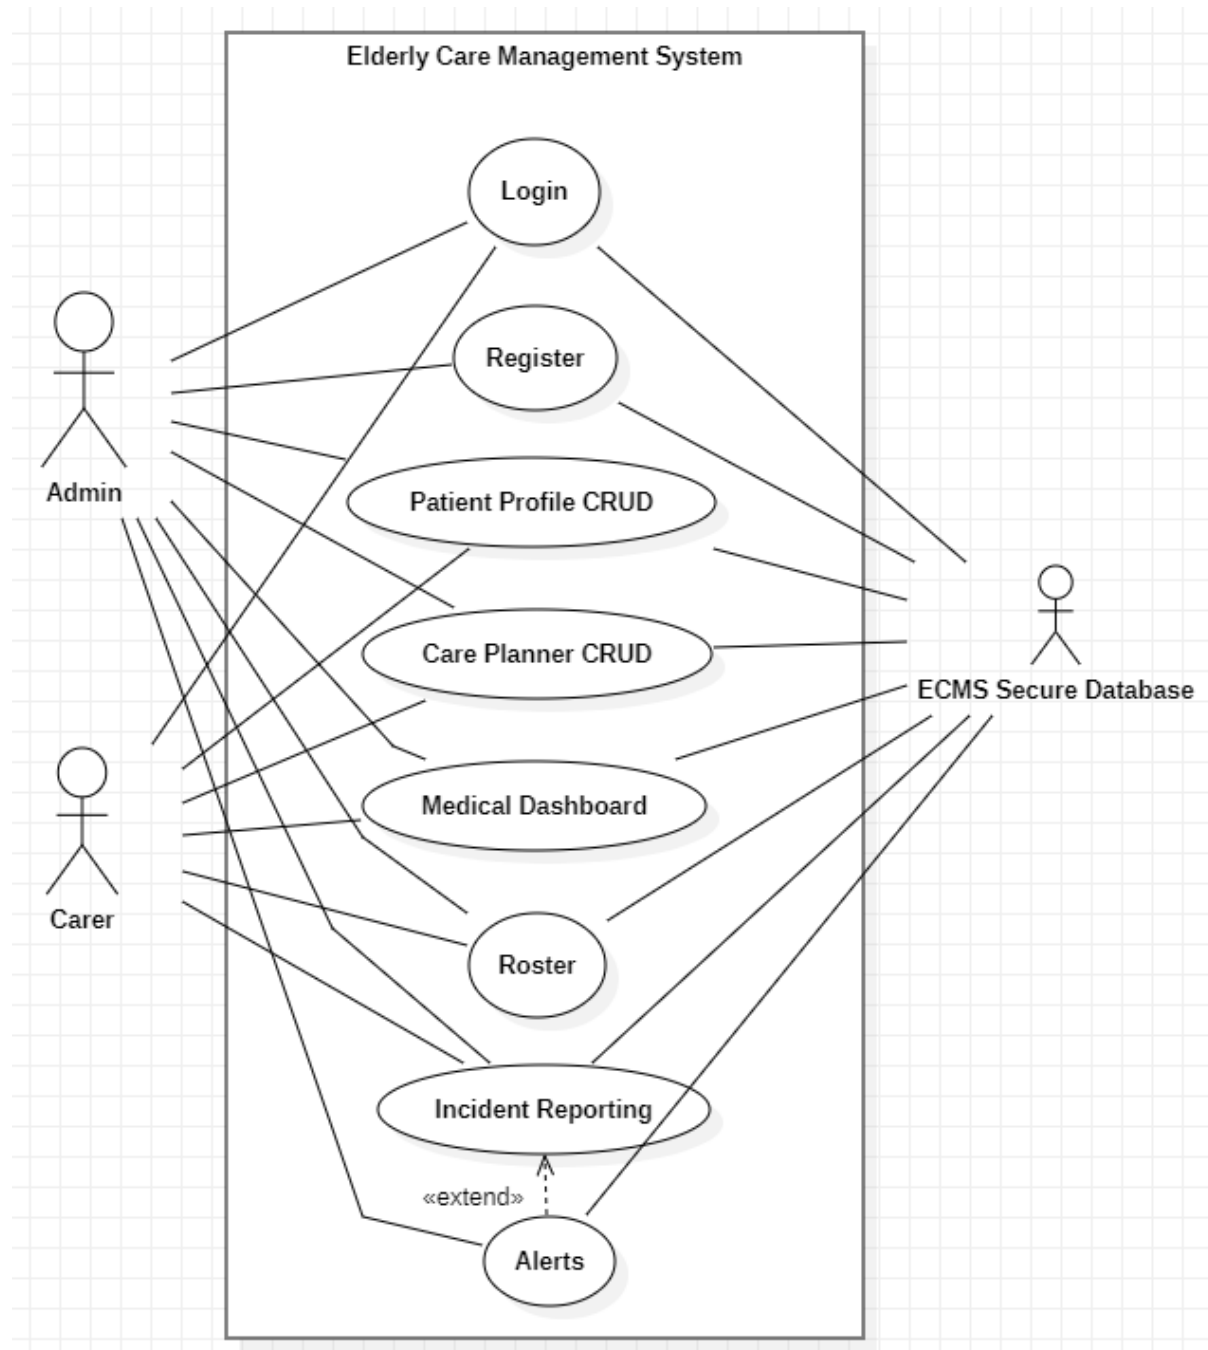 Elderly Care Management System
Login
Register
Admin
Patient Profile CRUD
Care Planner CRUD
ECMS Secure Database
Medical Dashboard
Carer
Roster
Incident Reporting
«extend»
Alerts